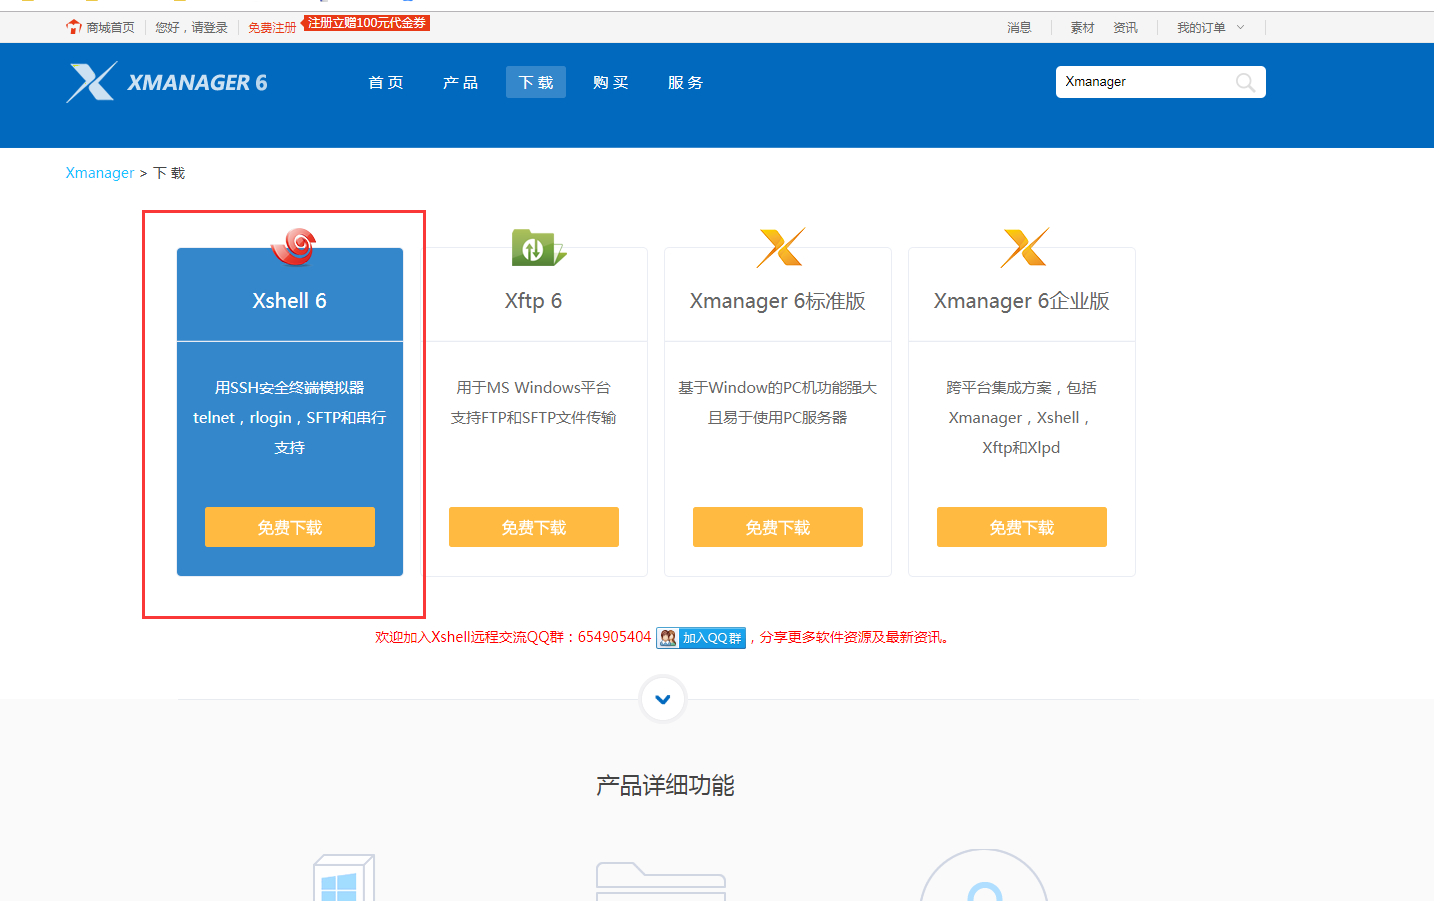 商城首页 您好，请登录 免费注册 注册立赠100元代金券 消息 素材 资讯 我的订单
XMANAGER 6 首页 产品 下载 购买 服务 Xmanager
Xmanager > 下 载
Xshell 6
用SSH安全终端模拟器
telnet，rlogin，SFTP和串行
支持
免费下载
Xftp 6
用于MS Windows平台
支持FTP和SFTP文件传输
免费下载
Xmanager 6标准版
基于Window的PC机功能强大
且易于使用PC服务器
免费下载
Xmanager 6企业版
跨平台集成方案，包括
Xmanager，Xshell，
Xftp和Xlpd
免费下载
欢迎加入Xshell远程交流QQ群：654905404 加入QQ群，分享更多软件资源及最新资讯。
产品详细功能